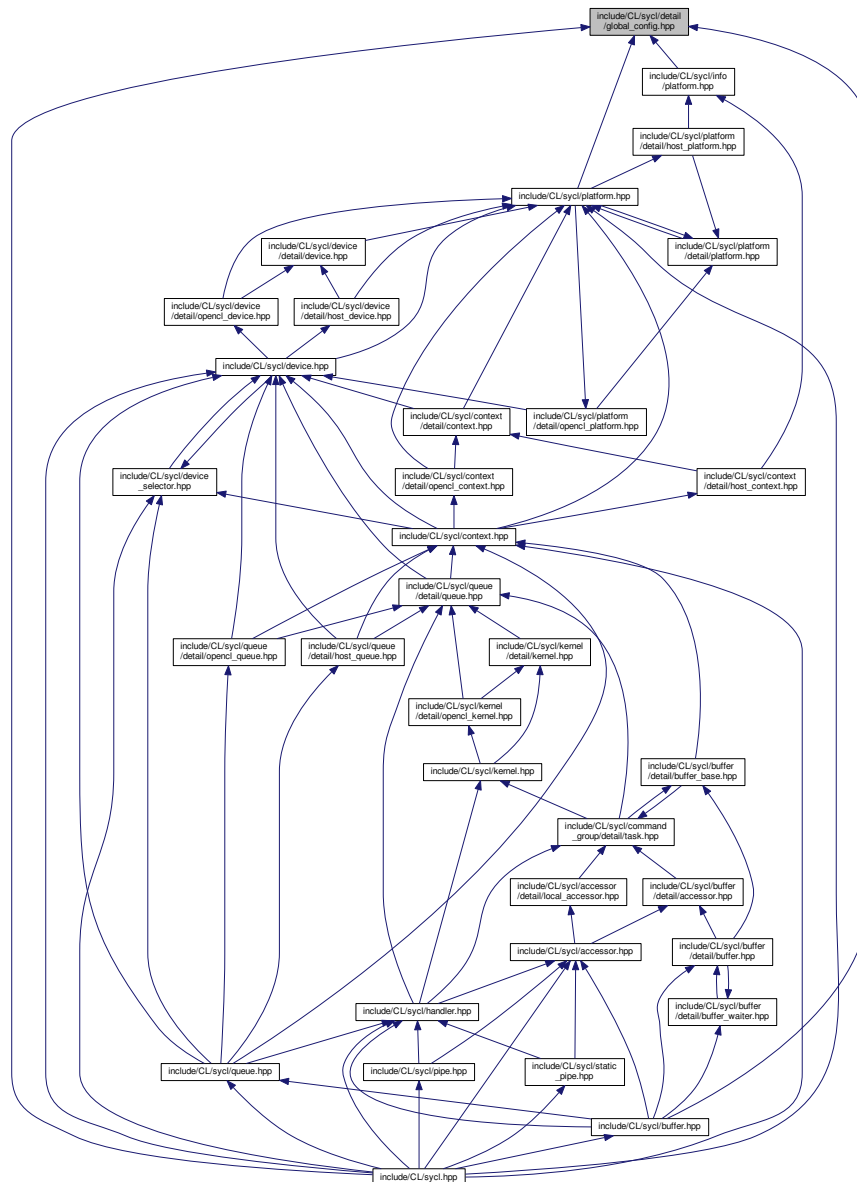 include/CL/sycl/detail
/global_config.hpp
include/CL/sycl/info
/platform.hpp
include/CL/sycl/platform
/detail/host_platform.hpp
include/CL/sycl/platform.hpp
include/CL/sycl/device
/detail/device.hpp
include/CL/sycl/platform
/detail/platform.hpp
include/CL/sycl/device
/detail/opencl_device.hpp
include/CL/sycl/device
/detail/host_device.hpp
include/CL/sycl/device.hpp
include/CL/sycl/context
/detail/context.hpp
include/CL/sycl/platform
/detail/opencl_platform.hpp
include/CL/sycl/device
_selector.hpp
include/CL/sycl/context
/detail/opencl_context.hpp
include/CL/sycl/context
/detail/host_context.hpp
include/CL/sycl/context.hpp
include/CL/sycl/queue
/detail/queue.hpp
include/CL/sycl/queue
/detail/opencl_queue.hpp
include/CL/sycl/queue
/detail/host_queue.hpp
include/CL/sycl/kernel
/detail/kernel.hpp
include/CL/sycl/kernel
/detail/opencl_kernel.hpp
include/CL/sycl/kernel.hpp
include/CL/sycl/buffer
/detail/buffer_base.hpp
include/CL/sycl/command
_group/detail/task.hpp
include/CL/sycl/accessor
/detail/local_accessor.hpp
include/CL/sycl/buffer
/detail/accessor.hpp
include/CL/sycl/accessor.hpp
include/CL/sycl/buffer
/detail/buffer.hpp
include/CL/sycl/handler.hpp
include/CL/sycl/buffer
/detail/buffer_waiter.hpp
include/CL/sycl/queue.hpp
include/CL/sycl/pipe.hpp
include/CL/sycl/static
_pipe.hpp
include/CL/sycl/buffer.hpp
include/CL/sycl.hpp